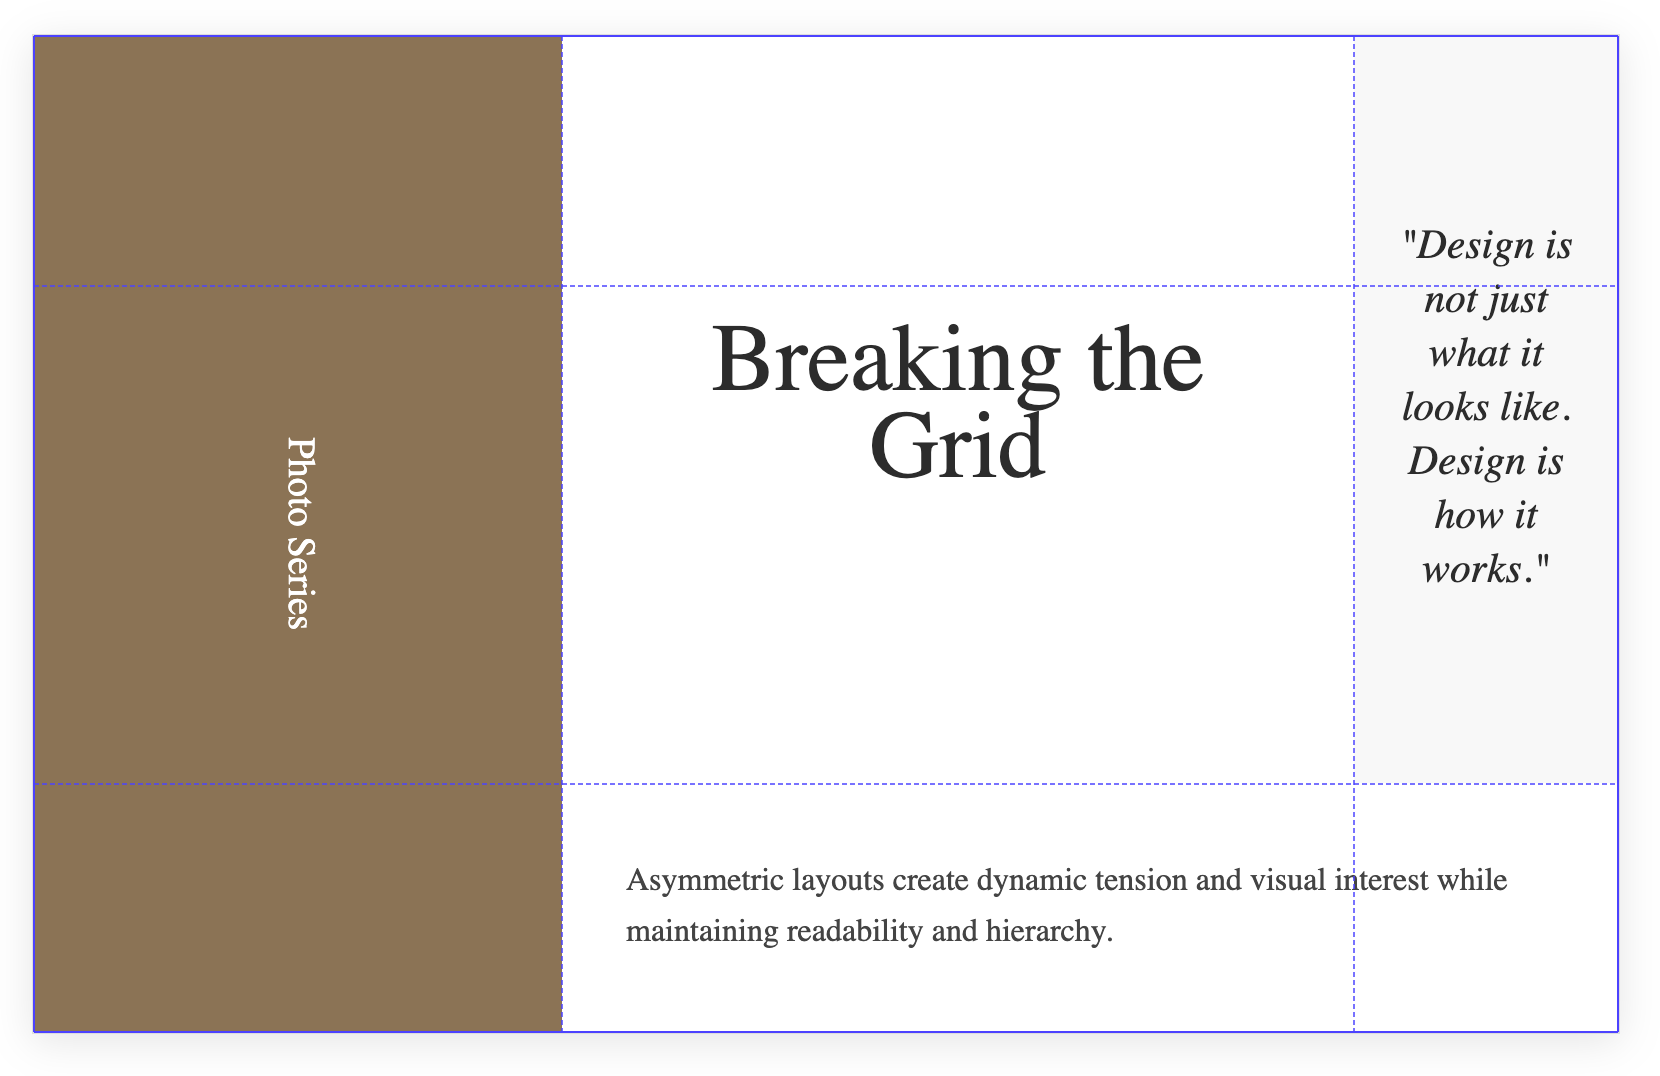 Photo Series
Breaking the
Grid
"Design is
not just
what it
looks like.
Design is
how it
works."
Asymmetric layouts create dynamic tension and visual interest while
maintaining readability and hierarchy.